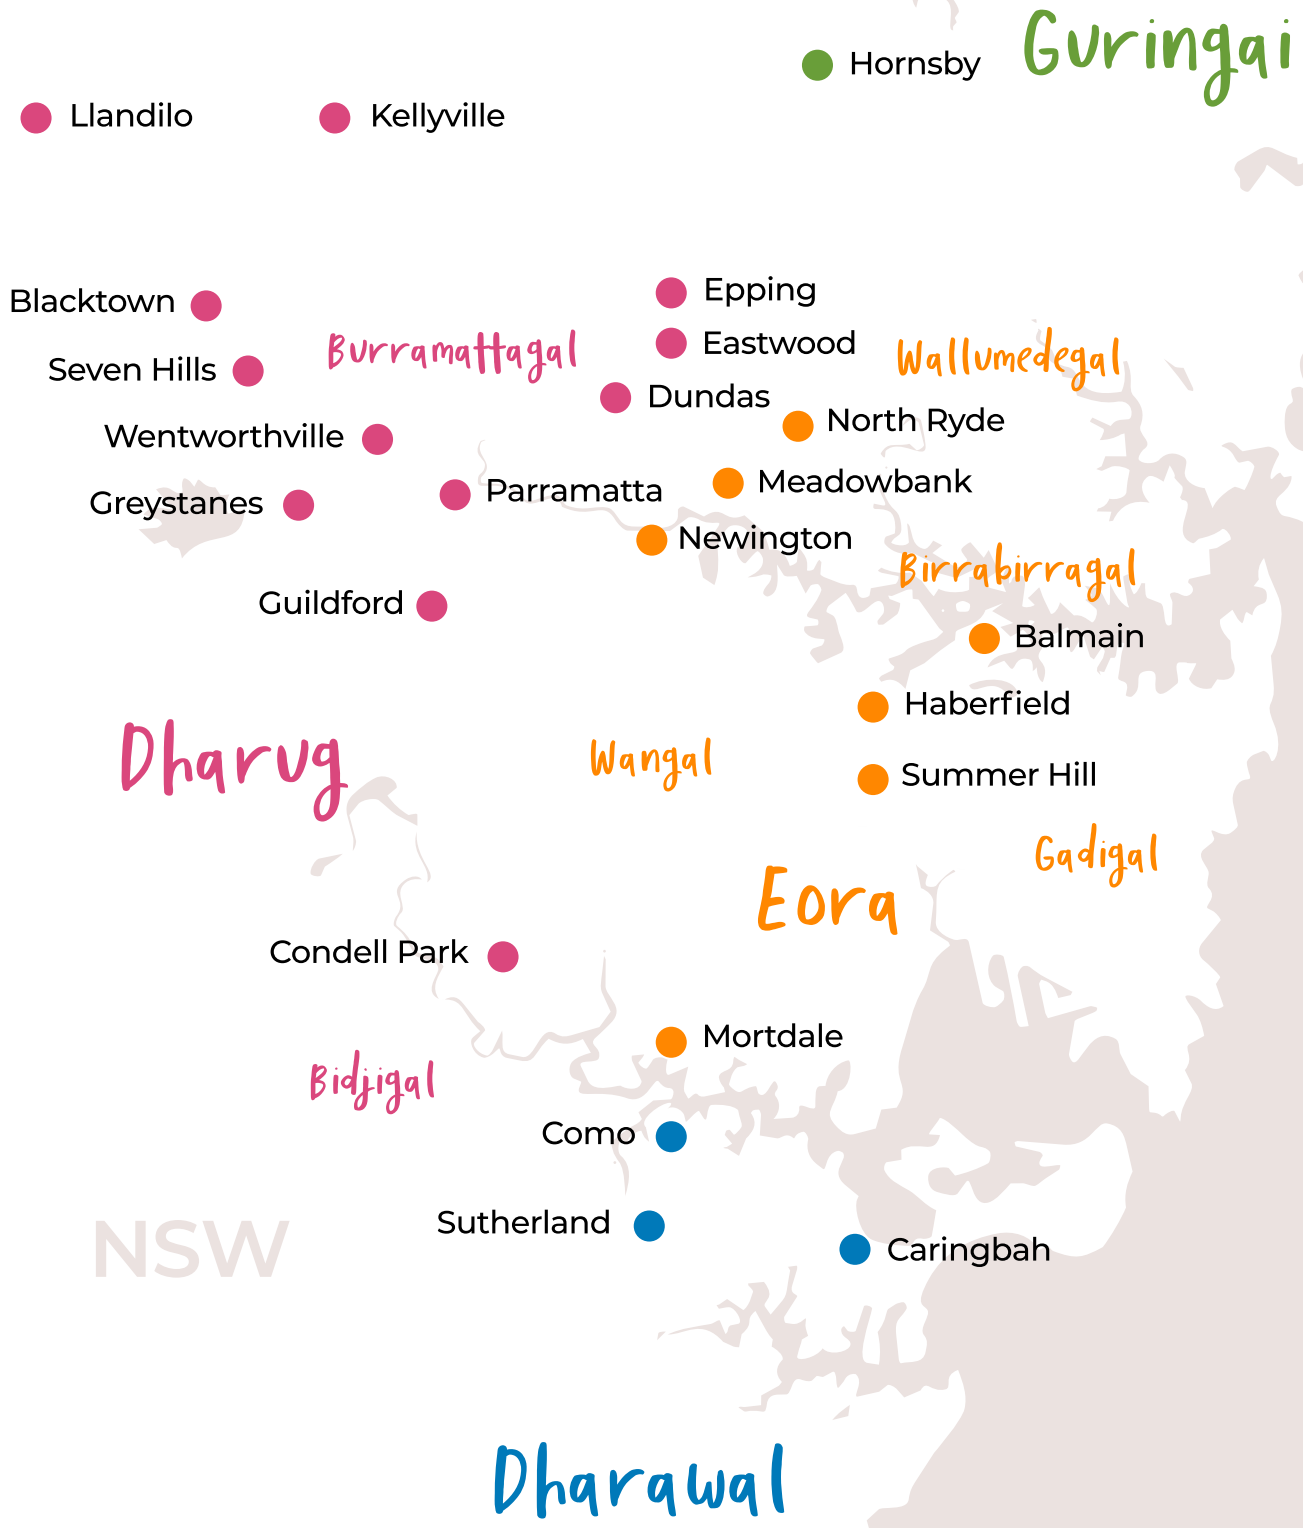 Guringai
Hornsby
Llandilo
Kellyville
Epping
Blacktown
Eastwood
Burramattagal
Wallumedegal
Seven Hills
Dundas
North Ryde
Wentworthville
Meadowbank
Parramatta
Greystanes
Newington
Birrabirragal
Guildford
Balmain
Haberfield
Dharug
Wangal
Summer Hill
Gadigal
Eora
Condell Park
Mortdale
Bidjigal
Como
Sutherland
NSW
Caringbah
Dharawal